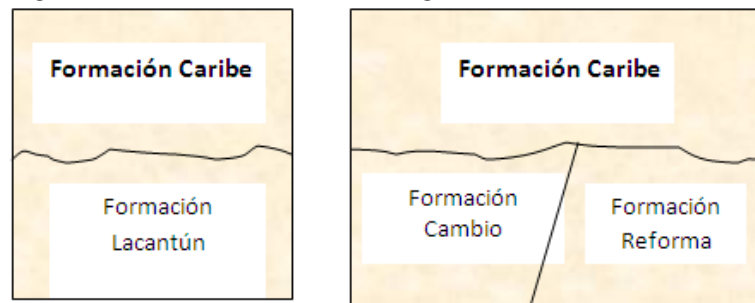 Formación Caribe
Formación Caribe
Formación
Lacantún
Formación
Cambio
Formación
Reforma